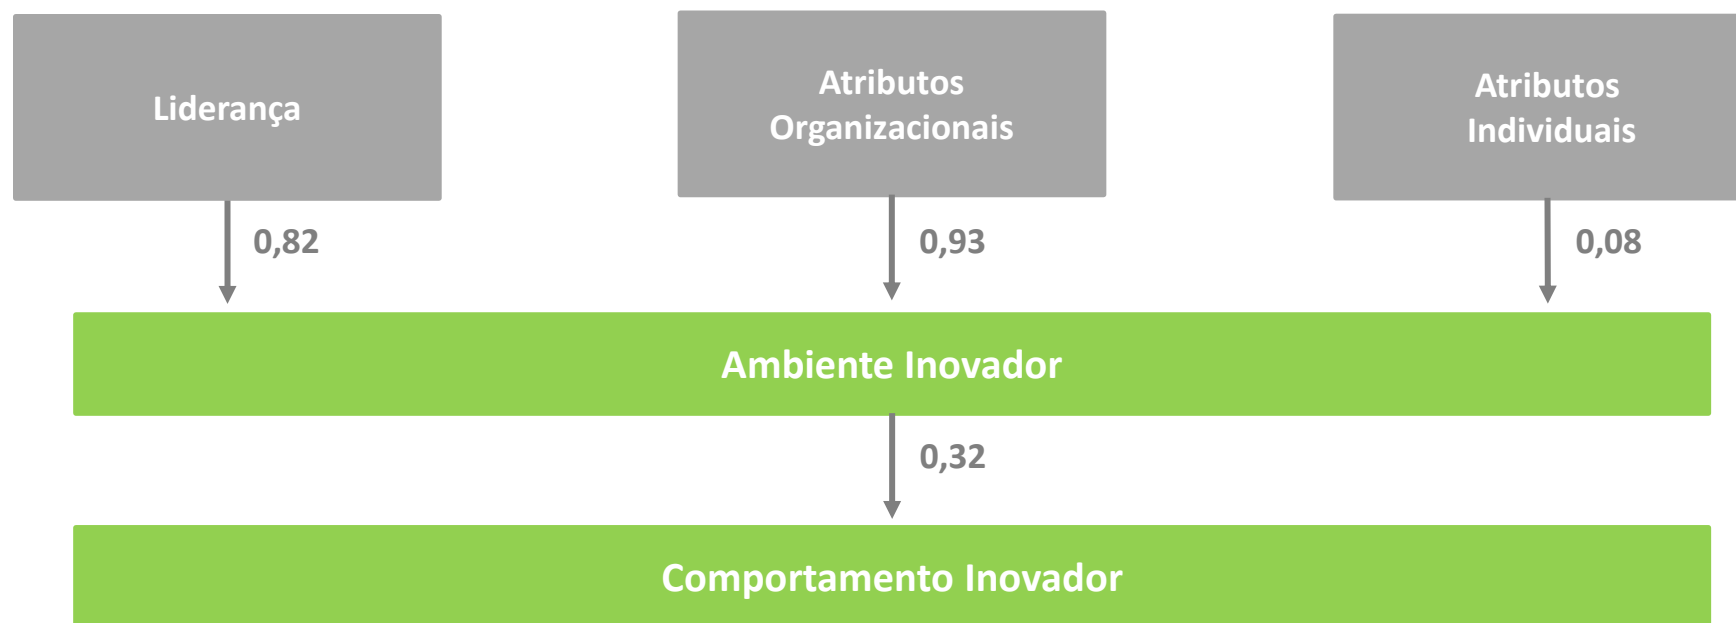 Liderança
Atributos
Organizacionais
Atributos
Individuais
0,82
0,93
0,08
Ambiente Inovador
0,32
Comportamento Inovador